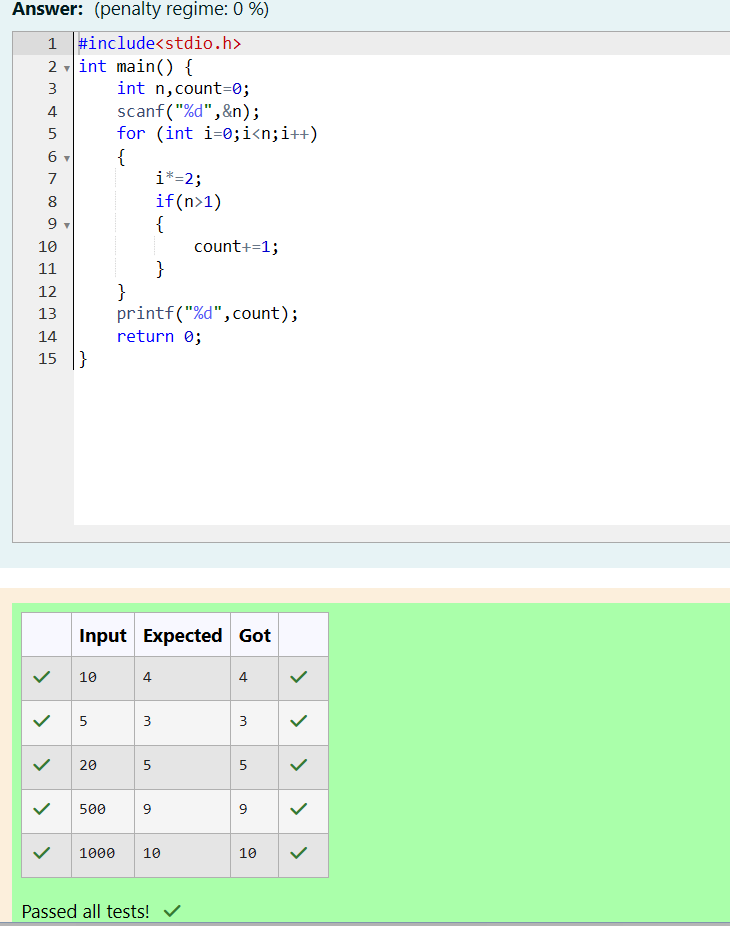 Answer: (penalty regime: 0 %)
1 #include<stdio.h>
2 int main() {
3 int n,count=0;
4 scanf("%d",&n);
5 for (int i=0;i<n;i++)
6 {
7 i*=2;
8 if(n>1)
9 {
10 count+=1;
11 }
12 }
13 printf("%d",count);
14 return 0;
15 }
Input Expected Got
10 4 4
5 3 3
20 5 5
500 9 9
1000 10 10
Passed all tests!